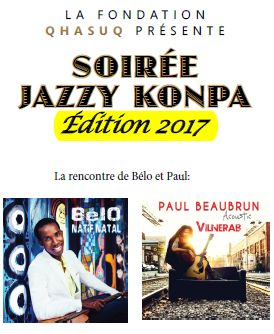 LA FONDATION
QHASUQ PRÉSENTE
SOIRÉE
JAZZY KONPA
Édition 2017
La rencontre de Bélo et Paul:
BélO
NATIF NATAL
PAUL BEAUBRUN
Acoustic
VILNERAB